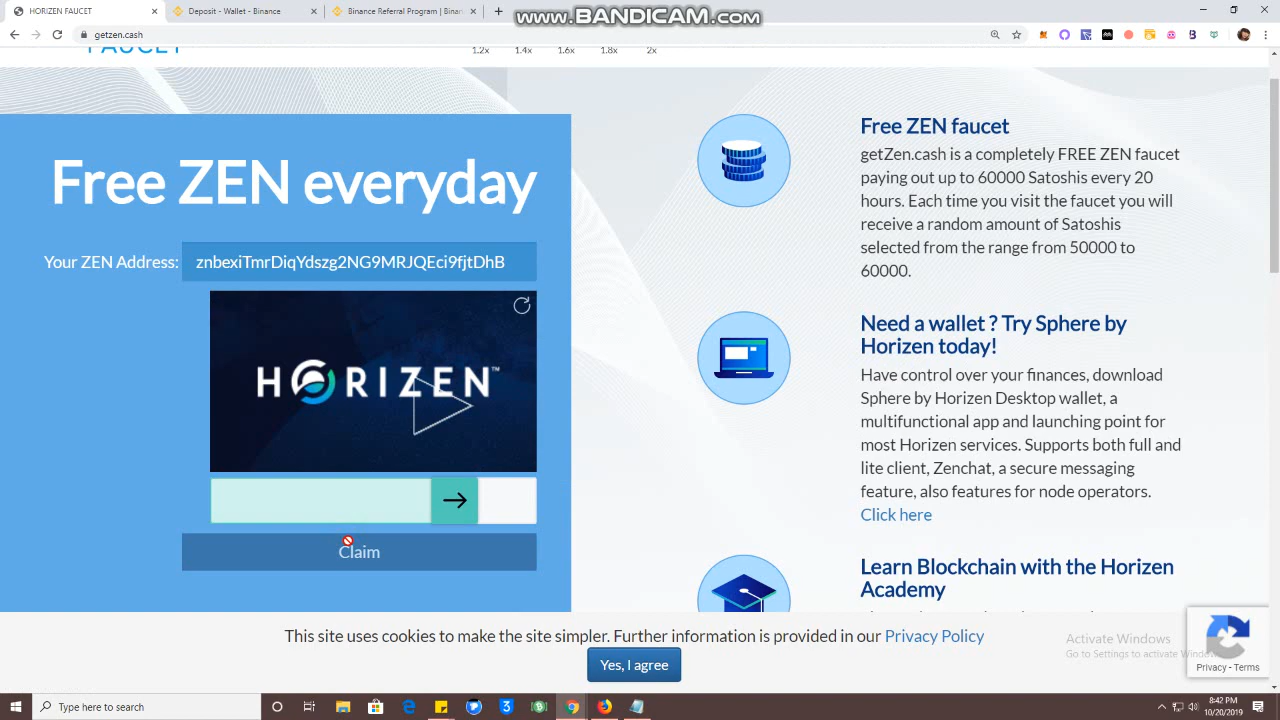 HORIZEN FAUCET
Deposit - Wallet - Binance
Binance Referral Program | Binance
www.BANDICAM.com
getzen.cash
FAUCET
1.2x 1.4x 1.6x 1.8x 2x
Free ZEN everyday
Your ZEN Address: znbexiTmrDiqYdszg2NG9MRJQEci9fjtDhB
HORIZEN™
Claim
Free ZEN faucet
getZen.cash is a completely FREE ZEN faucet
paying out up to 60000 Satoshis every 20
hours. Each time you visit the faucet you will
receive a random amount of Satoshis
selected from the range from 50000 to
60000.
Need a wallet ? Try Sphere by
Horizen today!
Have control over your finances, download
Sphere by Horizen Desktop wallet, a
multifunctional app and launching point for
most Horizen services. Supports both full and
lite client, Zenchat, a secure messaging
feature, also features for node operators.
Click here
Learn Blockchain with the Horizen
Academy
This site uses cookies to make the site simpler. Further information is provided in our Privacy Policy
Yes, I agree
Activate Windows
Go to Settings to activate Windows
Privacy - Terms
Type here to search
8:42 PM
10/20/2019